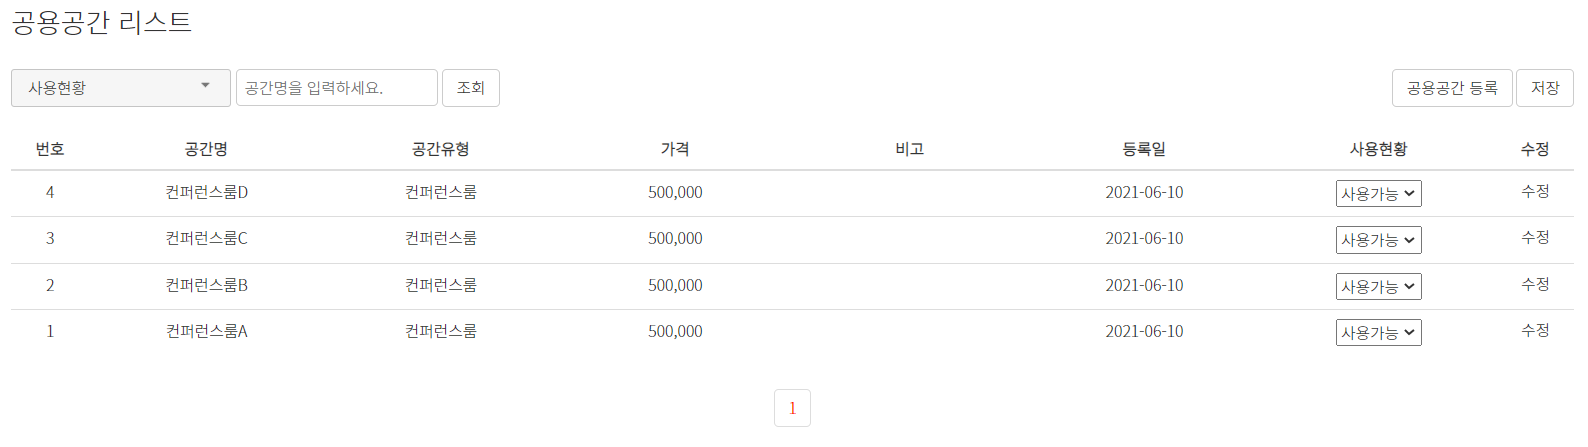 공용공간 리스트
사용현황 공간명을 입력하세요. 조회 공용공간 등록 저장
번호 공간명 공간유형 가격 비고 등록일 사용현황 수정
4 컨퍼런스룸D 컨퍼런스룸 500,000 2021-06-10 사용가능 수정
3 컨퍼런스룸C 컨퍼런스룸 500,000 2021-06-10 사용가능 수정
2 컨퍼런스룸B 컨퍼런스룸 500,000 2021-06-10 사용가능 수정
1 컨퍼런스룸A 컨퍼런스룸 500,000 2021-06-10 사용가능 수정
1